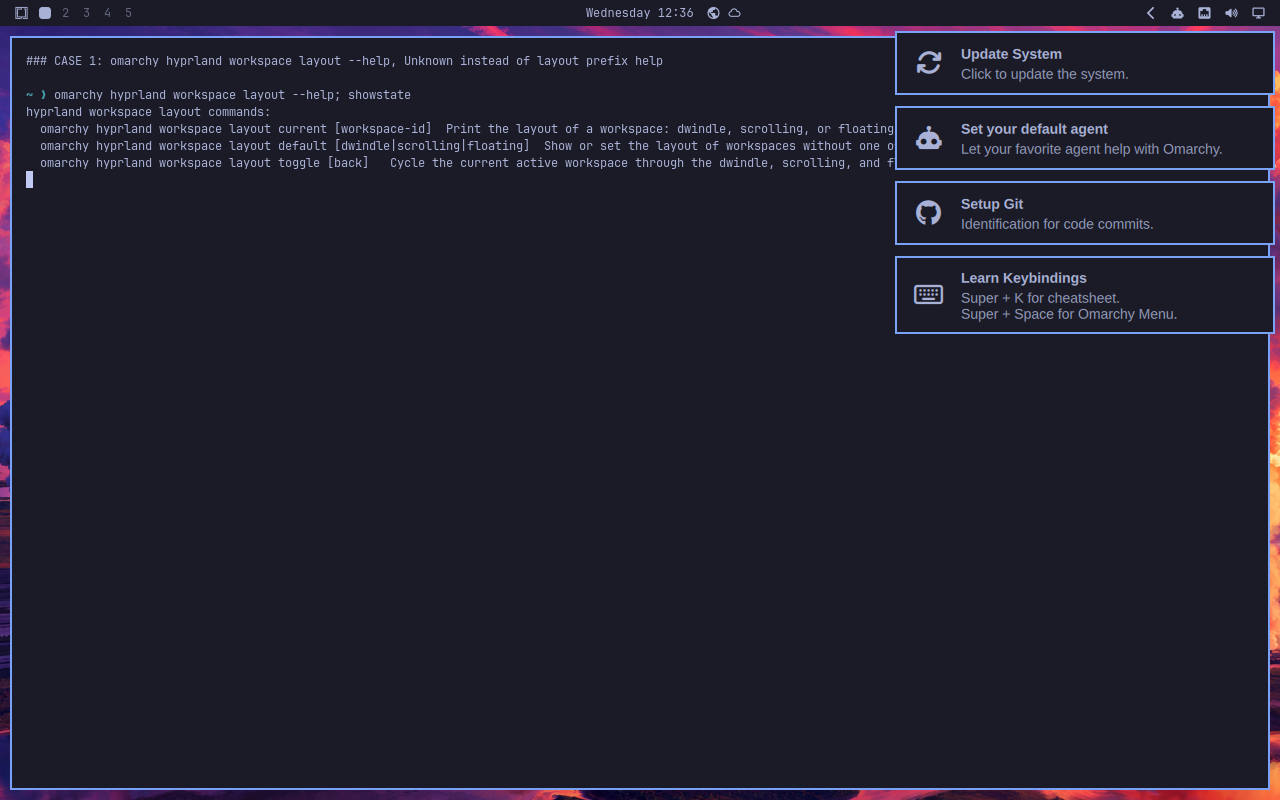 2 3 4 5 Wednesday 12:36
### CASE 1: omarchy hyprland workspace layout --help, Unknown instead of layout prefix help
~ ❯ omarchy hyprland workspace layout --help; showstate
hyprland workspace layout commands:
omarchy hyprland workspace layout current [workspace-id]  Print the layout of a workspace: dwindle, scrolling, or floating
omarchy hyprland workspace layout default [dwindle|scrolling|floating]  Show or set the layout of workspaces without one
omarchy hyprland workspace layout toggle [back]   Cycle the current active workspace through the dwindle, scrolling, and
Update System
Click to update the system.
Set your default agent
Let your favorite agent help with Omarchy.
Setup Git
Identification for code commits.
Learn Keybindings
Super + K for cheatsheet.
Super + Space for Omarchy Menu.